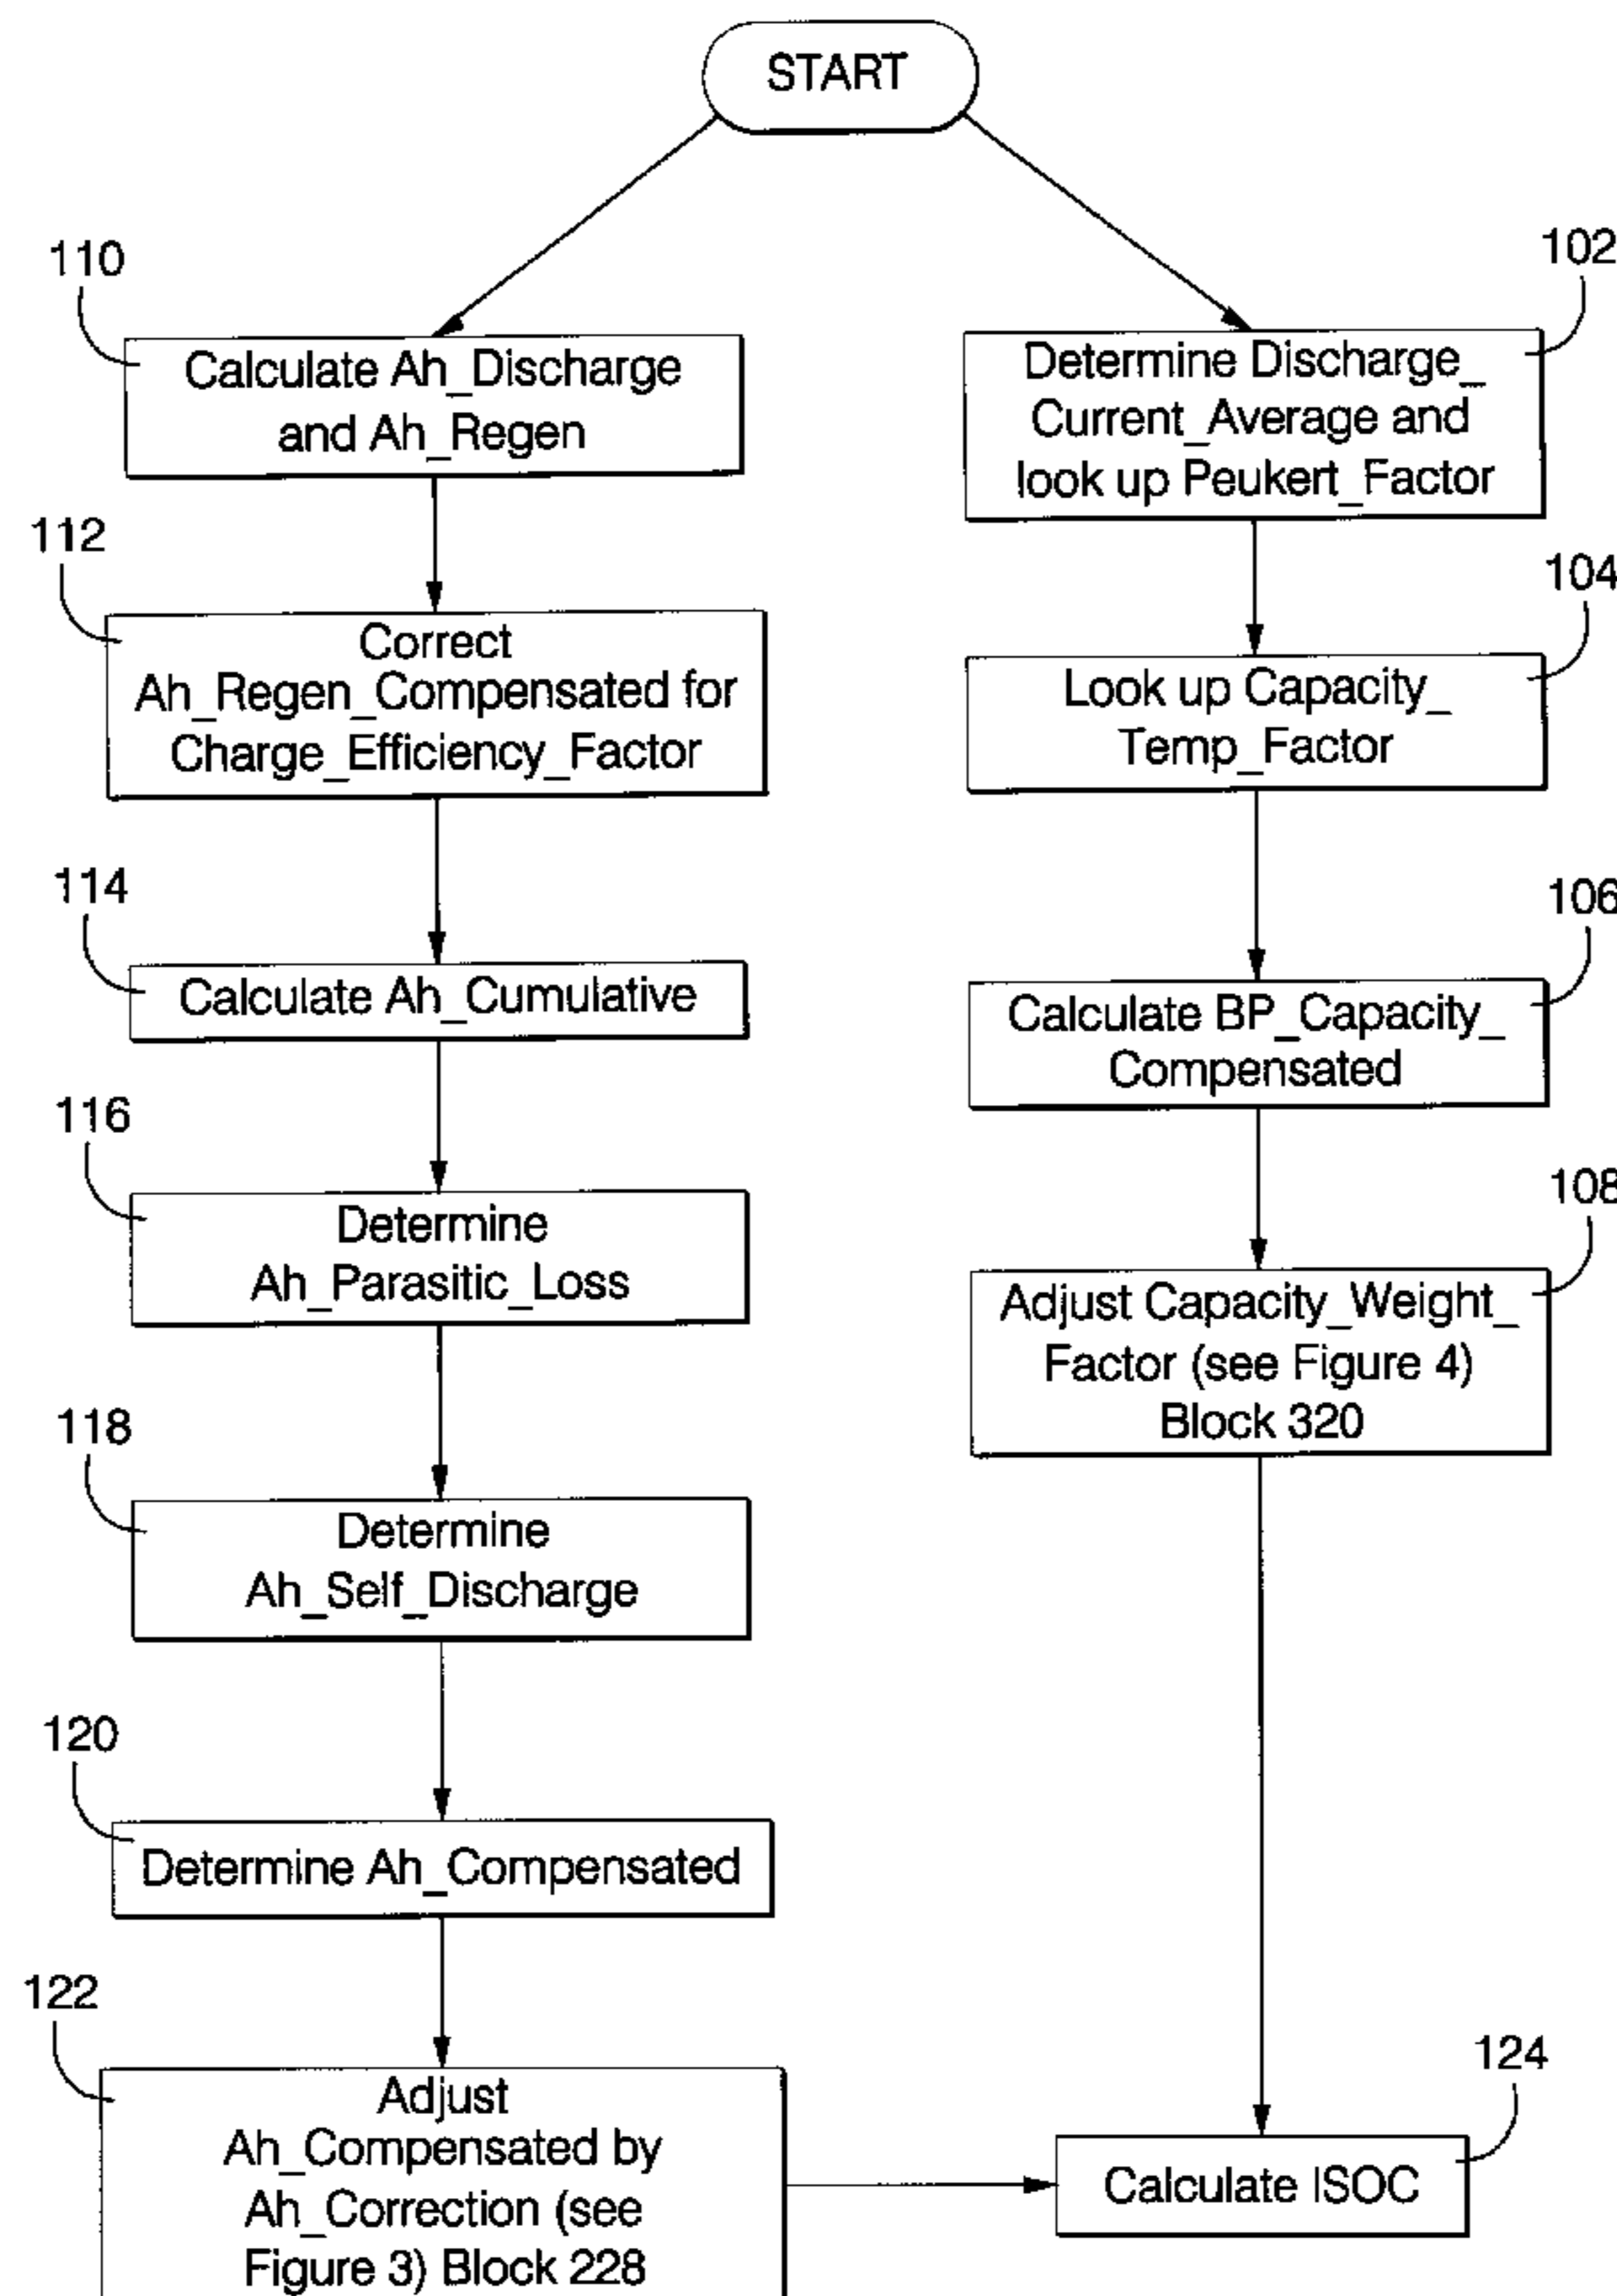 START
110
Calculate Ah_Discharge
and Ah_Regen
112
Correct
Ah_Regen_Compensated for
Charge_Efficiency_Factor
114
Calculate Ah_Cumulative
116
Determine
Ah_Parasitic_Loss
118
Determine
Ah_Self_Discharge
120
Determine Ah_Compensated
122
Adjust
Ah_Compensated by
Ah_Correction (see
Figure 3) Block 228
102
Determine Discharge_
Current_Average and
look up Peukert_Factor
104
Look up Capacity_
Temp_Factor
106
Calculate BP_Capacity_
Compensated
108
Adjust Capacity_Weight_
Factor (see Figure 4)
Block 320
124
Calculate ISOC